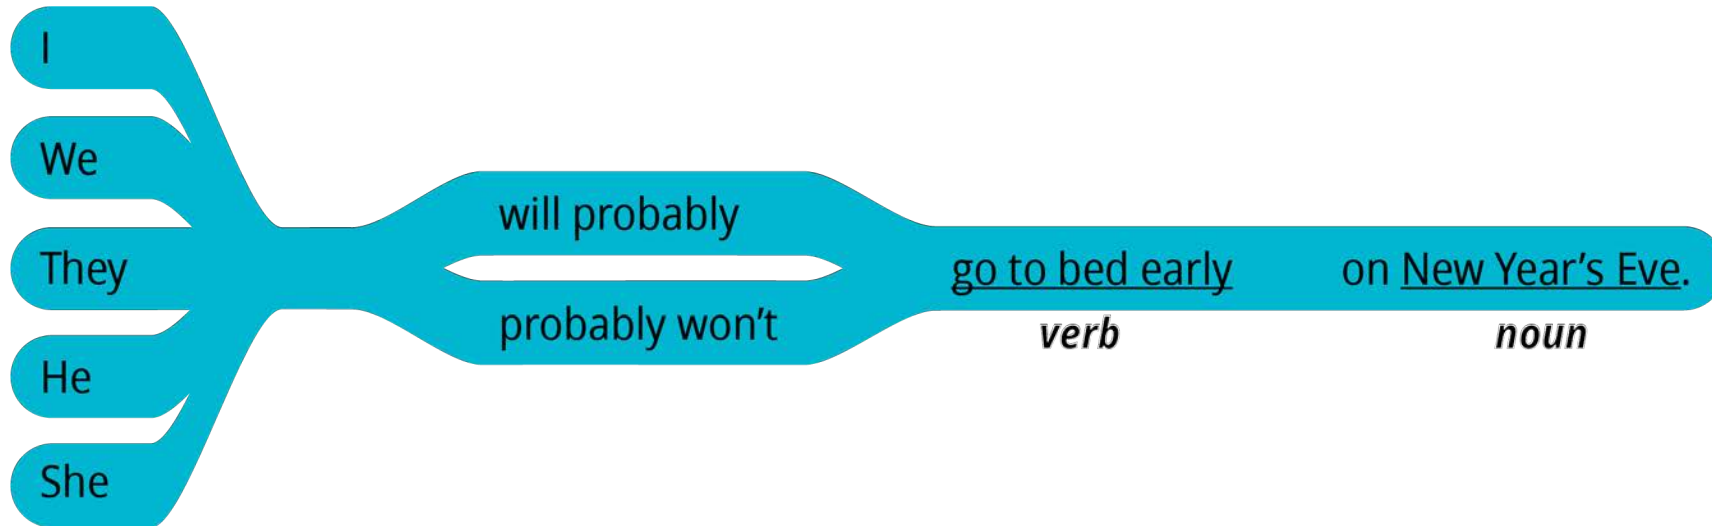 I
We
They
He
She
will probably
probably won't
go to bed early on New Year's Eve.
verb noun